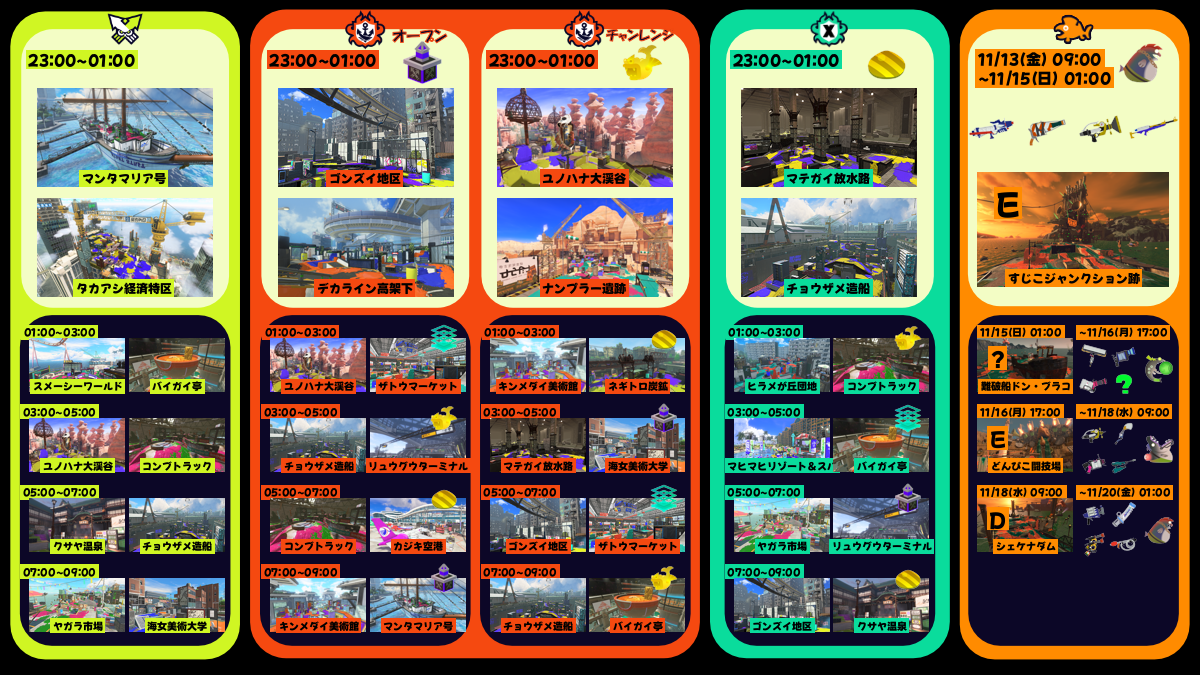 23:00~01:00
マンタマリア号
タカアシ経済特区
01:00~03:00
スメーシーワールド
バイガイ亭
03:00~05:00
ユノハナ大渓谷
コンブトラック
05:00~07:00
クサヤ温泉
チョウザメ造船
07:00~09:00
ヤガラ市場
海女美術大学
オープン
23:00~01:00
ゴンズイ地区
デカライン高架下
01:00~03:00
ユノハナ大渓谷
ザトウマーケット
03:00~05:00
チョウザメ造船
リュウグウターミナル
05:00~07:00
コンブトラック
カジキ空港
07:00~09:00
キンメダイ美術館
マンタマリア号
チャンレンジ
23:00~01:00
ユノハナ大渓谷
ナンプラー遺跡
01:00~03:00
キンメダイ美術館
ネギトロ炭鉱
03:00~05:00
マテガイ放水路
海女美術大学
05:00~07:00
ゴンズイ地区
ザトウマーケット
07:00~09:00
チョウザメ造船
バイガイ亭
X
23:00~01:00
マテガイ放水路
チョウザメ造船
01:00~03:00
ヒラメが丘団地
コンブトラック
03:00~05:00
マヒマヒリゾート&スパ
バイガイ亭
05:00~07:00
ヤガラ市場
リュウグウターミナル
07:00~09:00
ゴンズイ地区
クサヤ温泉
11/13(金) 09:00
~11/15(日) 01:00
E
すじこジャンクション跡
11/15(日) 01:00
~11/16(月) 17:00
?
?
難破船ドン・ブラコ
11/16(月) 17:00
~11/18(水) 09:00
E
どんぴこ闘技場
11/18(水) 09:00
~11/20(金) 01:00
D
シェケナダム